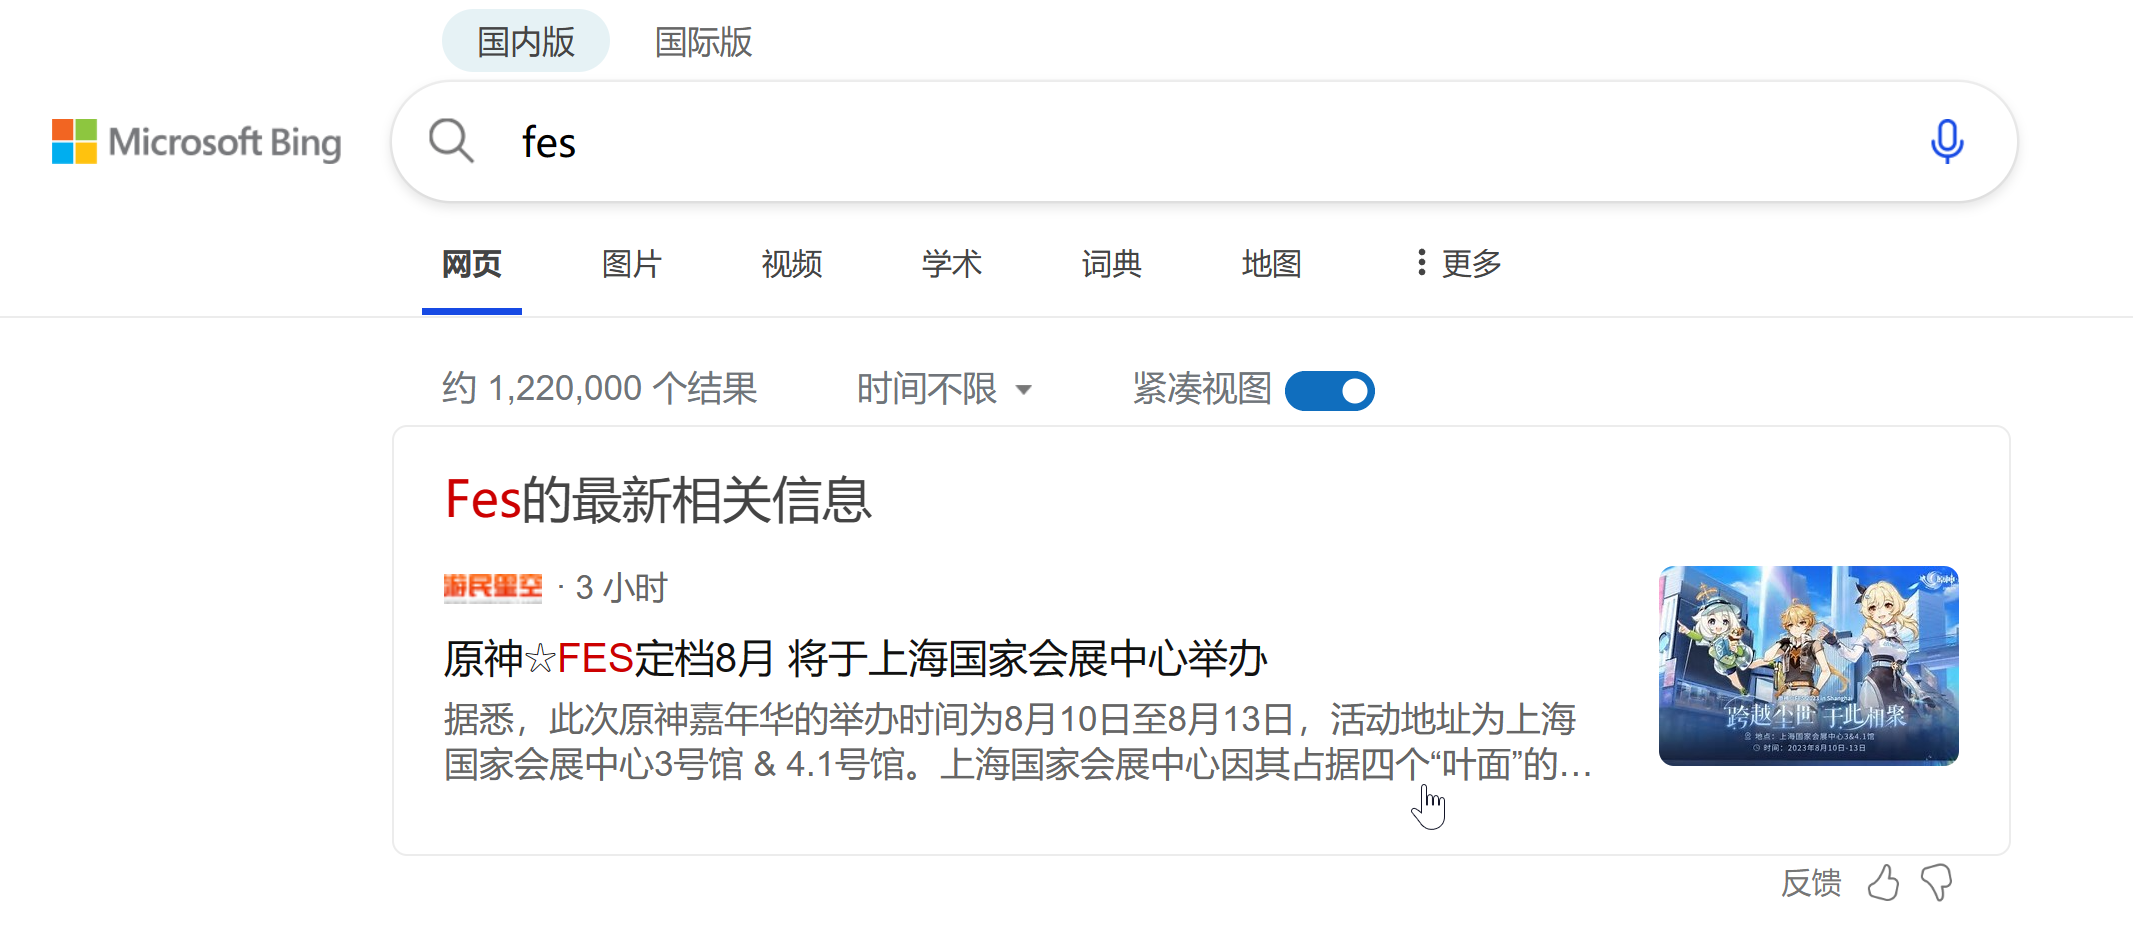 国内版 国际版
Microsoft Bing
fes
网页 图片 视频 学术 词典 地图 更多
约 1,220,000 个结果 时间不限 紧凑视图
Fes的最新相关信息
游民星空 · 3 小时
原神☆FES定档8月 将于上海国家会展中心举办
据悉，此次原神嘉年华的举办时间为8月10日至8月13日，活动地址为上海
国家会展中心3号馆 & 4.1号馆。上海国家会展中心因其占据四个“叶面”的...
跨越尘世 于此相聚
地点：上海国家会展中心3&4.1馆
时间：2023年8月10日-13日
反馈